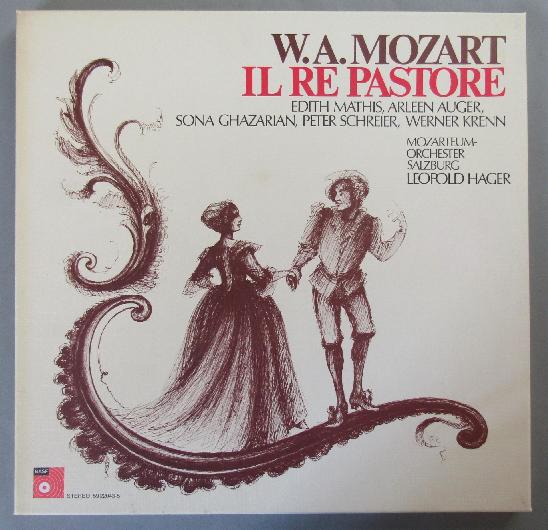 W.A. MOZART
IL RE PASTORE
EDITH MATHIS, ARLEEN AUGER,
SONA GHAZARIAN, PETER SCHREIER, WERNER KRENN
MOZARTEUM-
ORCHESTER
SALZBURG
LEOPOLD HAGER
BASF
STEREO